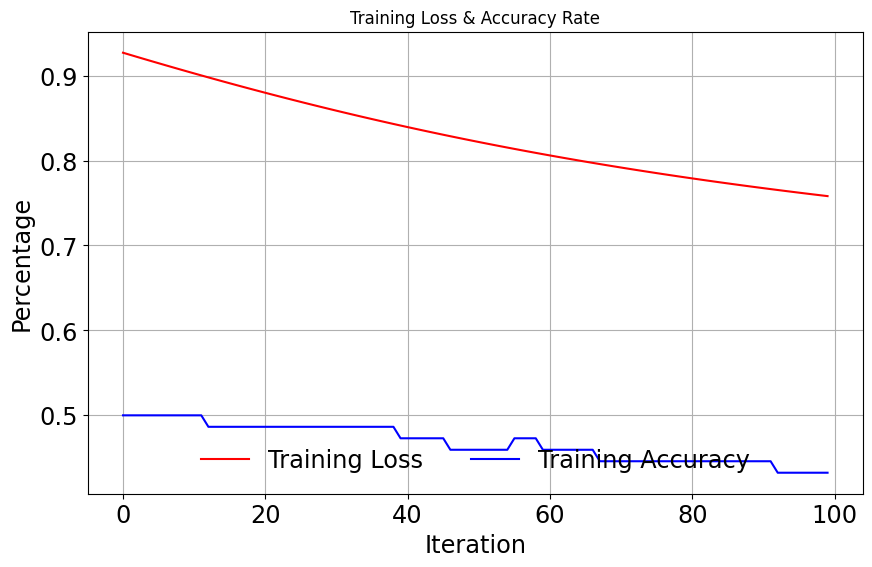 Training Loss & Accuracy Rate
0.9
0.8
0.7
0.6
0.5
Percentage
Training Loss Training Accuracy
0 20 40 60 80 100
Iteration